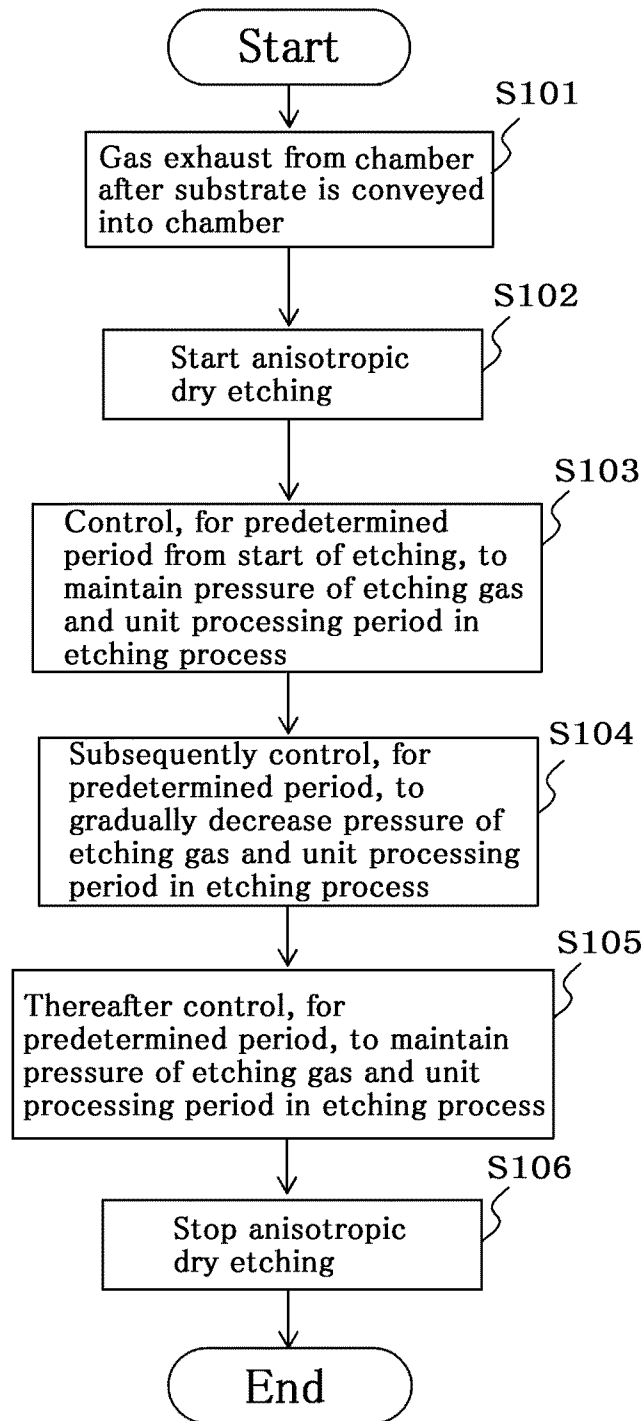 Start
S101
Gas exhaust from chamber
after substrate is conveyed
into chamber
S102
Start anisotropic
dry etching
S103
Control, for predetermined
period from start of etching, to
maintain pressure of etching gas
and unit processing period in
etching process
S104
Subsequently control, for
predetermined period, to
gradually decrease pressure of
etching gas and unit processing
period in etching process
S105
Thereafter control, for
predetermined period, to maintain
pressure of etching gas and unit
processing period in etching process
S106
Stop anisotropic
dry etching
End